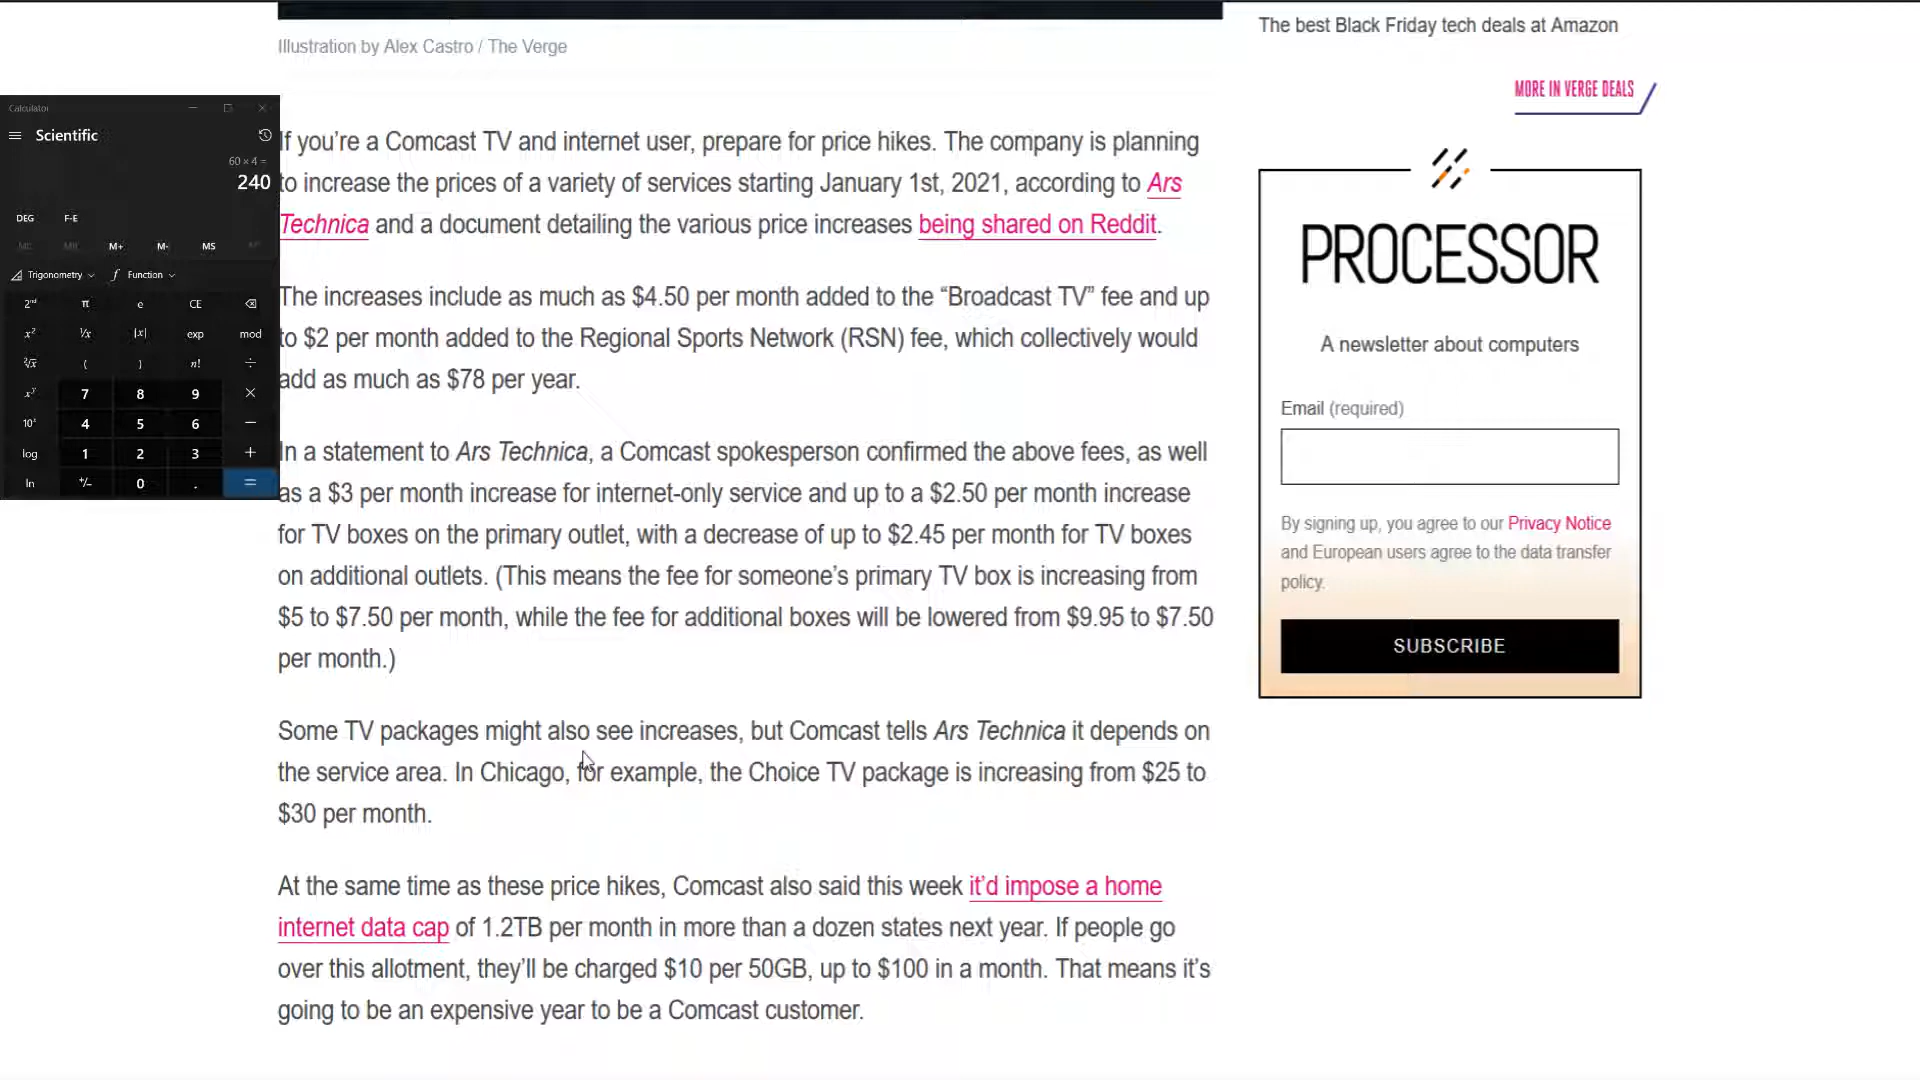 Illustration by Alex Castro / The Verge
The best Black Friday tech deals at Amazon
MORE IN VERGE DEALS
Calculator
Scientific
60 × 4 =
240
DEG F-E
MC MR M+ M- MS
Trigonometry Function
2nd π e CE
x² ¹/x |x| exp mod
²√x ( ) n! ÷
xʸ 7 8 9 ×
10ˣ 4 5 6 −
log 1 2 3 +
ln +/− 0 . =
If you’re a Comcast TV and internet user, prepare for price hikes. The company is planning
to increase the prices of a variety of services starting January 1st, 2021, according to Ars
Technica and a document detailing the various price increases being shared on Reddit.
The increases include as much as $4.50 per month added to the “Broadcast TV” fee and up
to $2 per month added to the Regional Sports Network (RSN) fee, which collectively would
add as much as $78 per year.
In a statement to Ars Technica, a Comcast spokesperson confirmed the above fees, as well
as a $3 per month increase for internet-only service and up to a $2.50 per month increase
for TV boxes on the primary outlet, with a decrease of up to $2.45 per month for TV boxes
on additional outlets. (This means the fee for someone’s primary TV box is increasing from
$5 to $7.50 per month, while the fee for additional boxes will be lowered from $9.95 to $7.50
per month.)
Some TV packages might also see increases, but Comcast tells Ars Technica it depends on
the service area. In Chicago, for example, the Choice TV package is increasing from $25 to
$30 per month.
At the same time as these price hikes, Comcast also said this week it’d impose a home
internet data cap of 1.2TB per month in more than a dozen states next year. If people go
over this allotment, they’ll be charged $10 per 50GB, up to $100 in a month. That means it’s
going to be an expensive year to be a Comcast customer.
PROCESSOR
A newsletter about computers
Email (required)
By signing up, you agree to our Privacy Notice
and European users agree to the data transfer
policy.
SUBSCRIBE